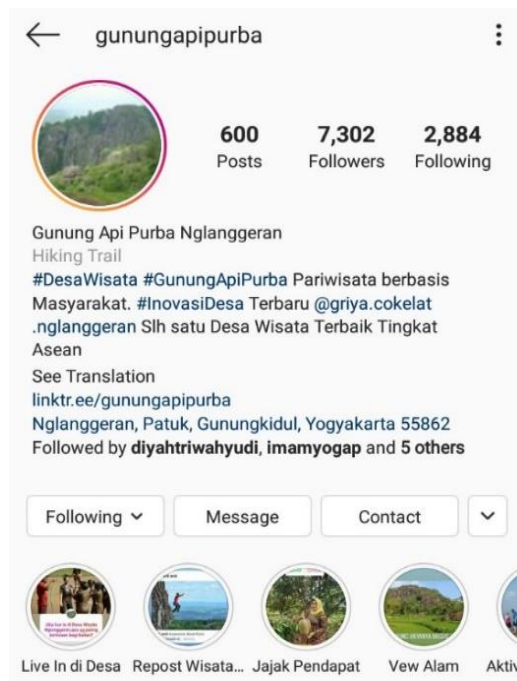 gunungapipurba
600 7,302 2,884
Posts Followers Following
Gunung Api Purba Nglanggeran
Hiking Trail
#DesaWisata #GunungApiPurba Pariwisata berbasis
Masyarakat. #InovasiDesa Terbaru @griya.cokelat
.nglanggeran Slh satu Desa Wisata Terbaik Tingkat
Asean
See Translation
linktr.ee/gunungapipurba
Nglanggeran, Patuk, Gunungkidul, Yogyakarta 55862
Followed by diyahtriwahyudi, imamyogap and 5 others
Following Message Contact
Live In di Desa Repost Wisata... Jajak Pendapat Vew Alam Aktiv